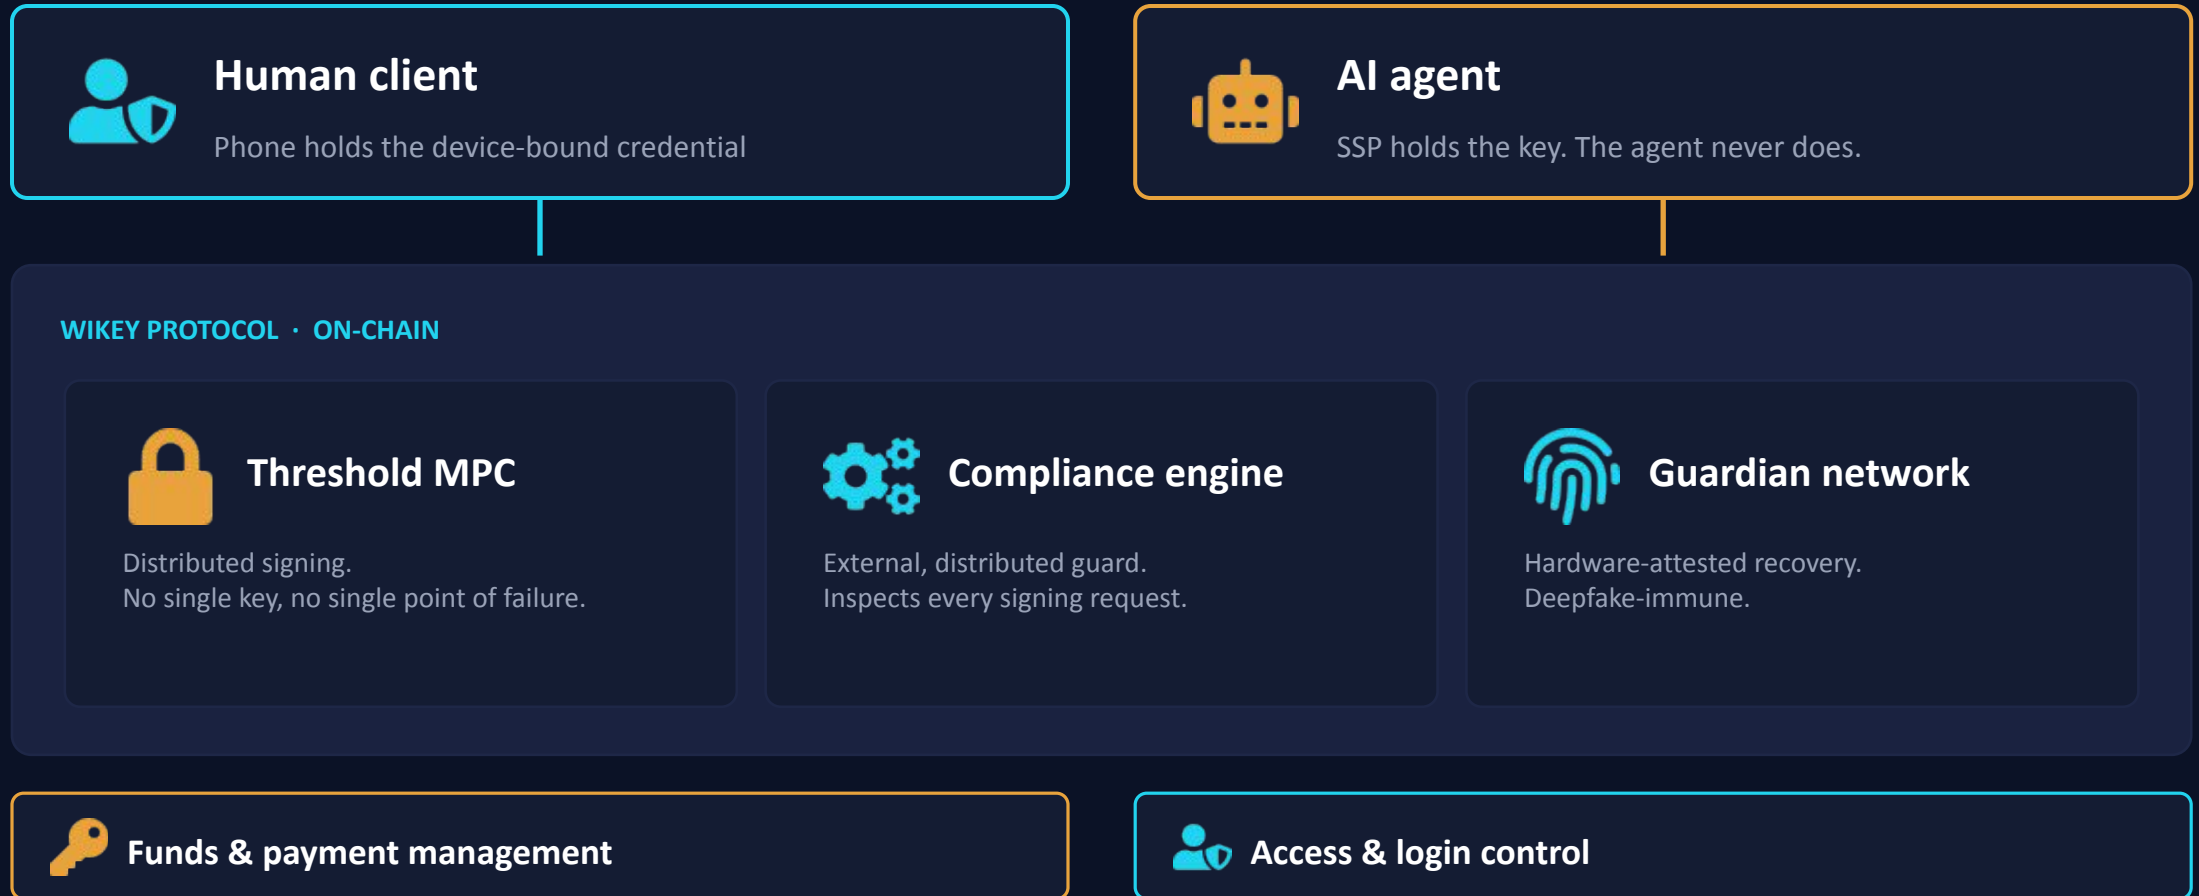 Human client
Phone holds the device-bound credential
AI agent
SSP holds the key. The agent never does.
WIKEY PROTOCOL · ON-CHAIN
Threshold MPC
Distributed signing.
No single key, no single point of failure.
Compliance engine
External, distributed guard.
Inspects every signing request.
Guardian network
Hardware-attested recovery.
Deepfake-immune.
Funds & payment management
Access & login control